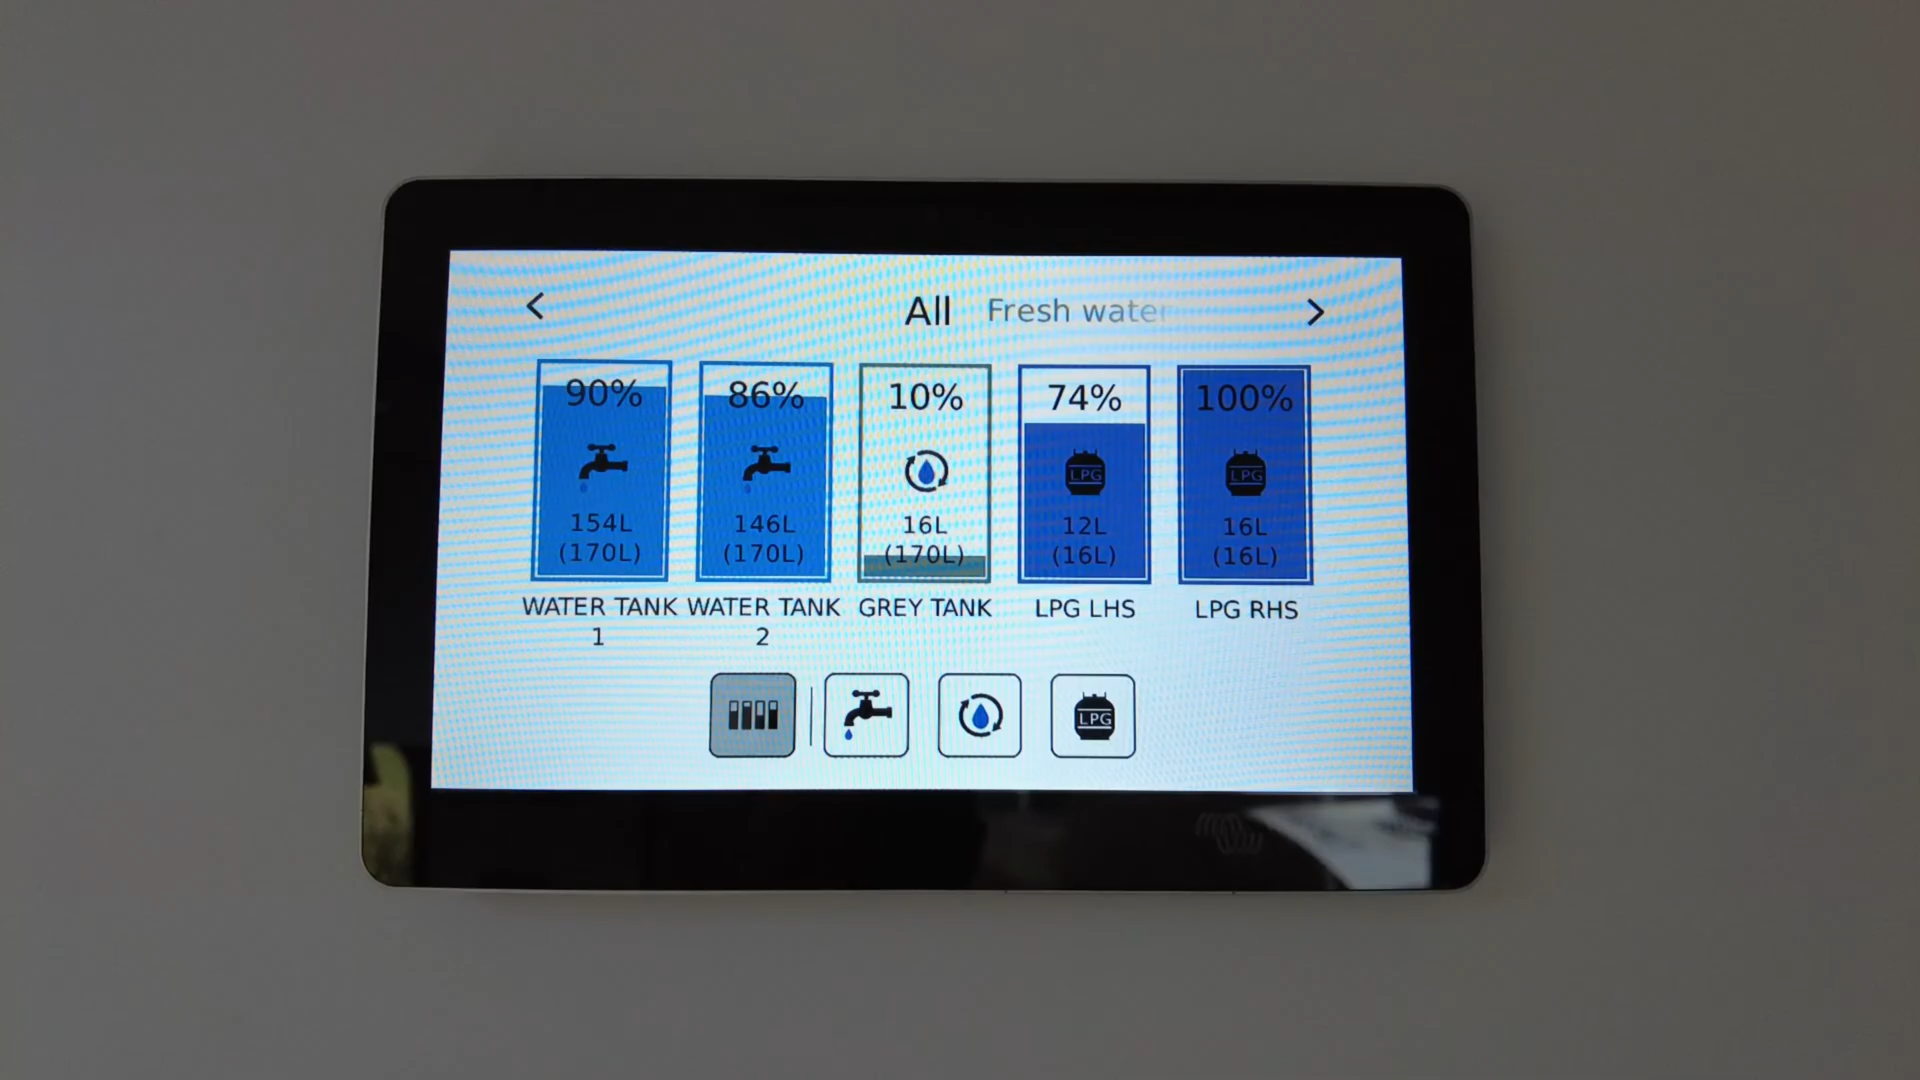 All Fresh water
90%
154L
(170L)
WATER TANK
1
86%
146L
(170L)
WATER TANK
2
10%
16L
(170L)
GREY TANK
74%
LPG
12L
(16L)
LPG LHS
100%
LPG
16L
(16L)
LPG RHS
LPG